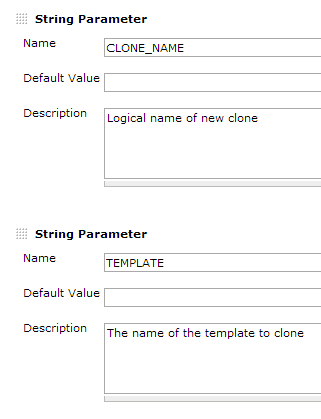 String Parameter
Name CLONE_NAME
Default Value
Description Logical name of new clone
String Parameter
Name TEMPLATE
Default Value
Description The name of the template to clone